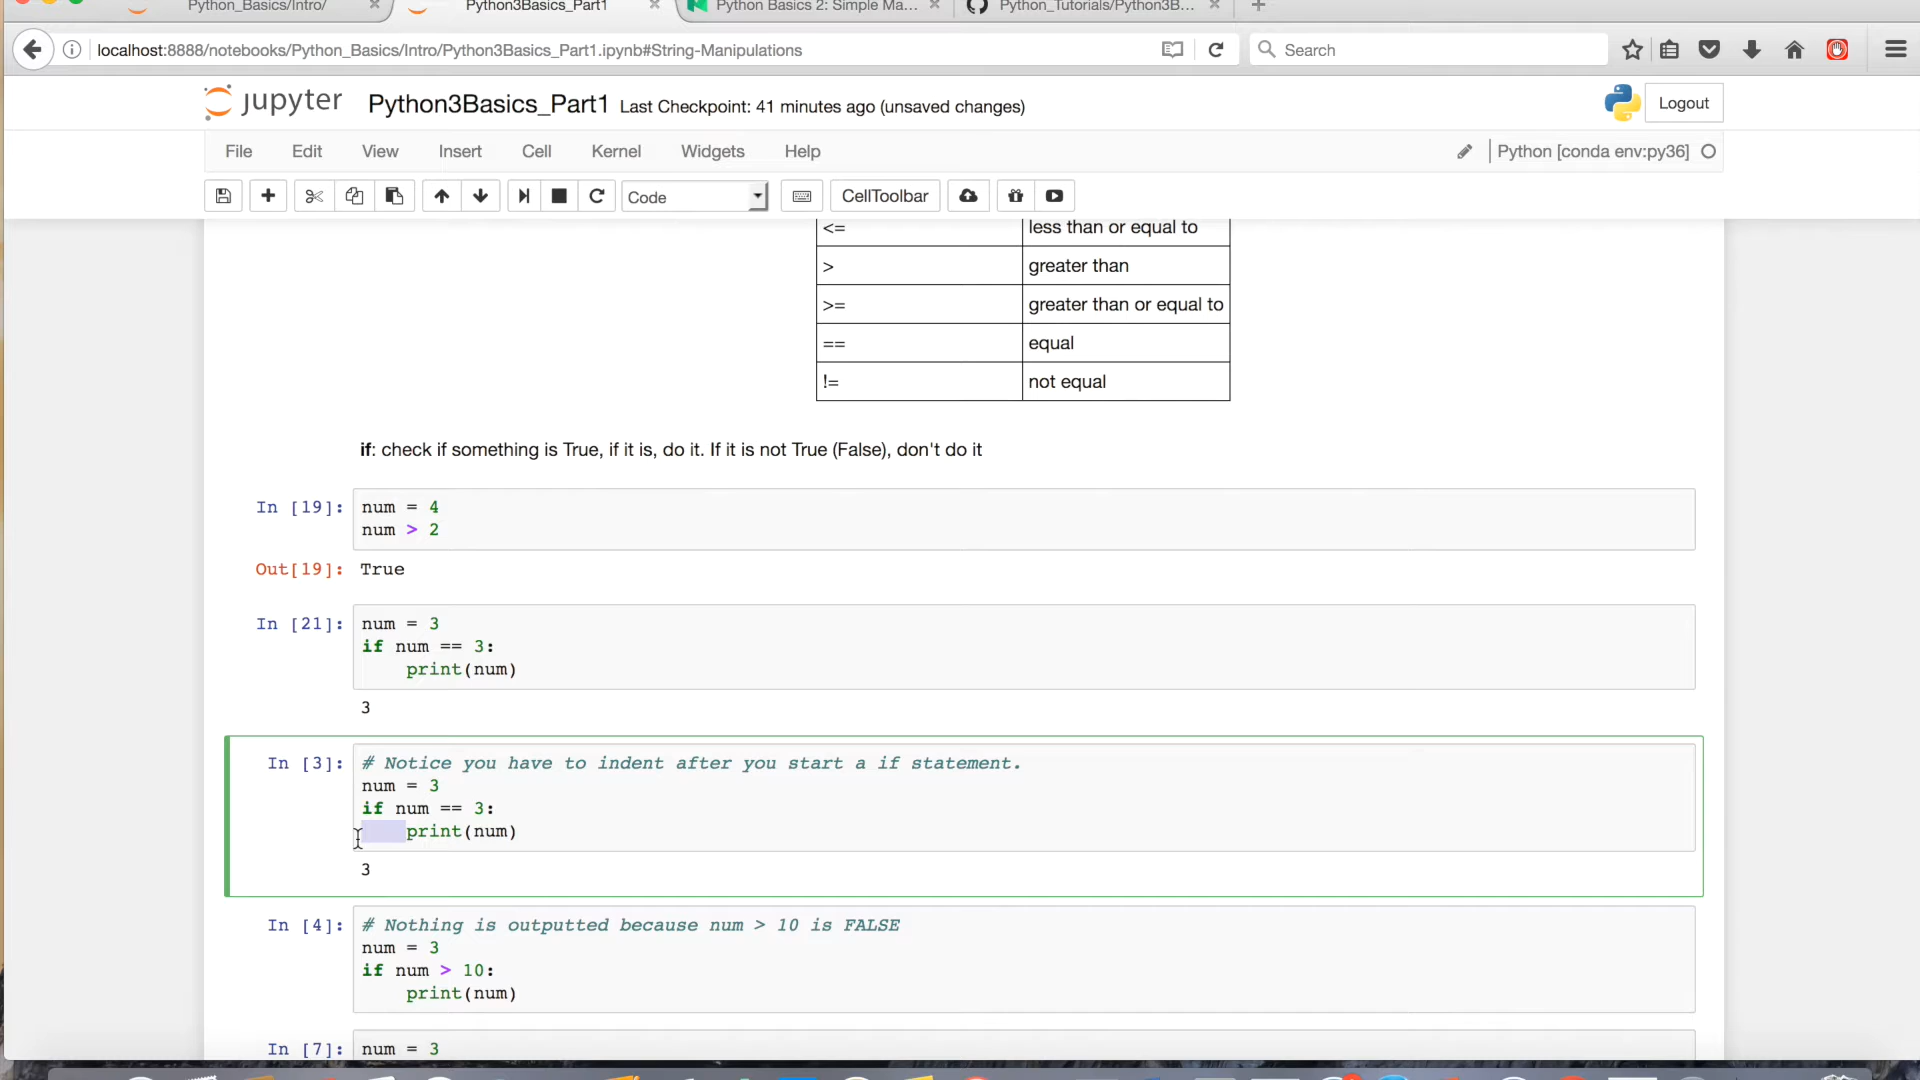 Python_Basics/Intro/
Python3Basics_Part1
Python Basics 2: Simple Ma...
Python_Tutorials/Python3B...
localhost:8888/notebooks/Python_Basics/Intro/Python3Basics_Part1.ipynb#String-Manipulations
Search
jupyter Python3Basics_Part1 Last Checkpoint: 41 minutes ago (unsaved changes)
Logout
File Edit View Insert Cell Kernel Widgets Help
Python [conda env:py36]
Code
CellToolbar
<= less than or equal to
> greater than
>= greater than or equal to
== equal
!= not equal
if: check if something is True, if it is, do it. If it is not True (False), don't do it
In [19]: num = 4
num > 2
Out[19]: True
In [21]: num = 3
if num == 3:
print(num)
3
In [3]: # Notice you have to indent after you start a if statement.
num = 3
if num == 3:
print(num)
3
In [4]: # Nothing is outputted because num > 10 is FALSE
num = 3
if num > 10:
print(num)
In [7]: num = 3